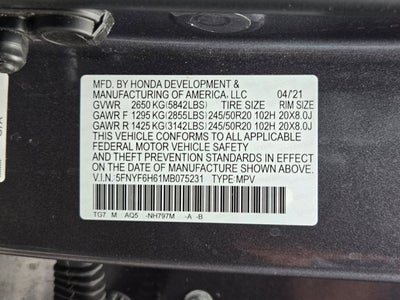 MFD. BY HONDA DEVELOPMENT &
MANUFACTURING OF AMERICA, LLC 04/21
GVWR 2650 KG (5842LBS) TIRE SIZE RIM SIZE
GAWR F 1295 KG (2855LBS) 245/50R20 102H 20X8.0J
GAWR R 1425 KG (3142LBS) 245/50R20 102H 20X8.0J
THIS VEHICLE CONFORMS TO ALL APPLICABLE
FEDERAL MOTOR VEHICLE SAFETY
AND THEFT PREVENTION STANDARDS IN EFFECT
ON THE DATE OF MANUFACTURE SHOWN ABOVE.
V.I.N. 5FNYF6H61MB075231 TYPE: MPV
TG7 M AQ5 -NH797M -A -B